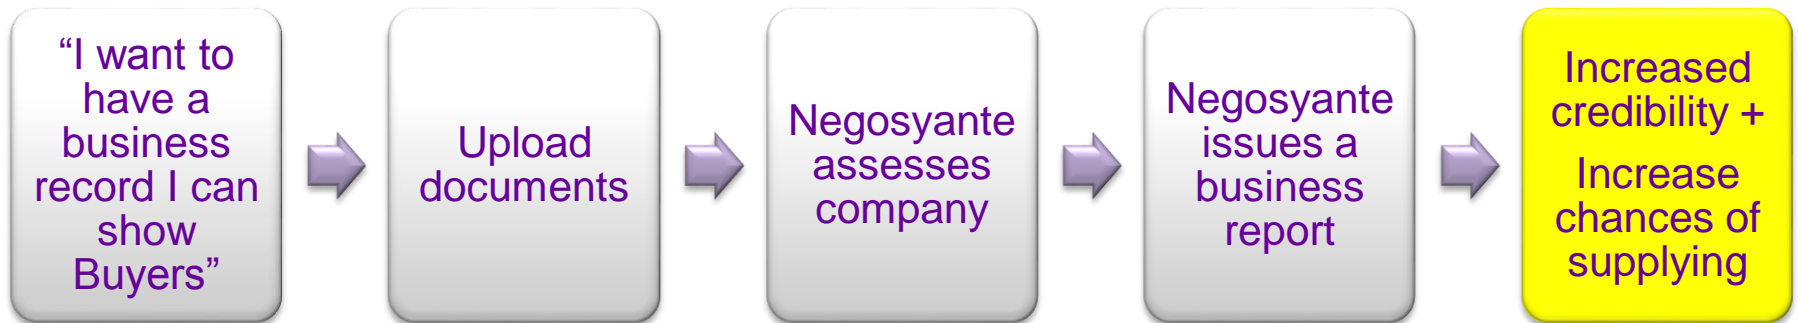 “I want to
have a
business
record I can
show
Buyers”
Upload
documents
Negosyante
assesses
company
Negosyante
issues a
business
report
Increased
credibility +
Increase
chances of
supplying